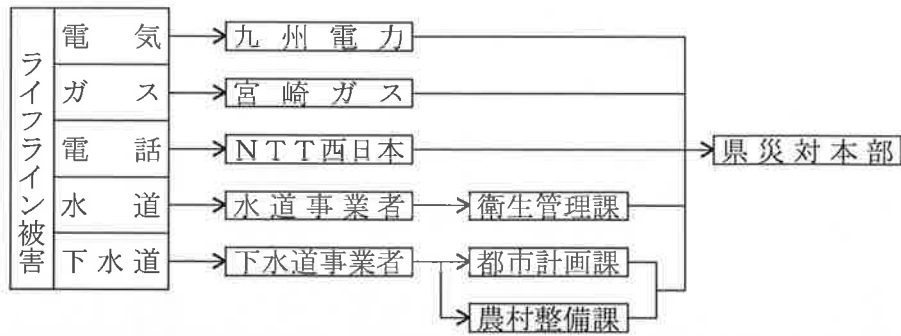 ライフライン被害
電気
九州電力
ガス
宮崎ガス
電話
NTT西日本
県災対本部
水道
水道事業者
衛生管理課
下水道
下水道事業者
都市計画課
農村整備課